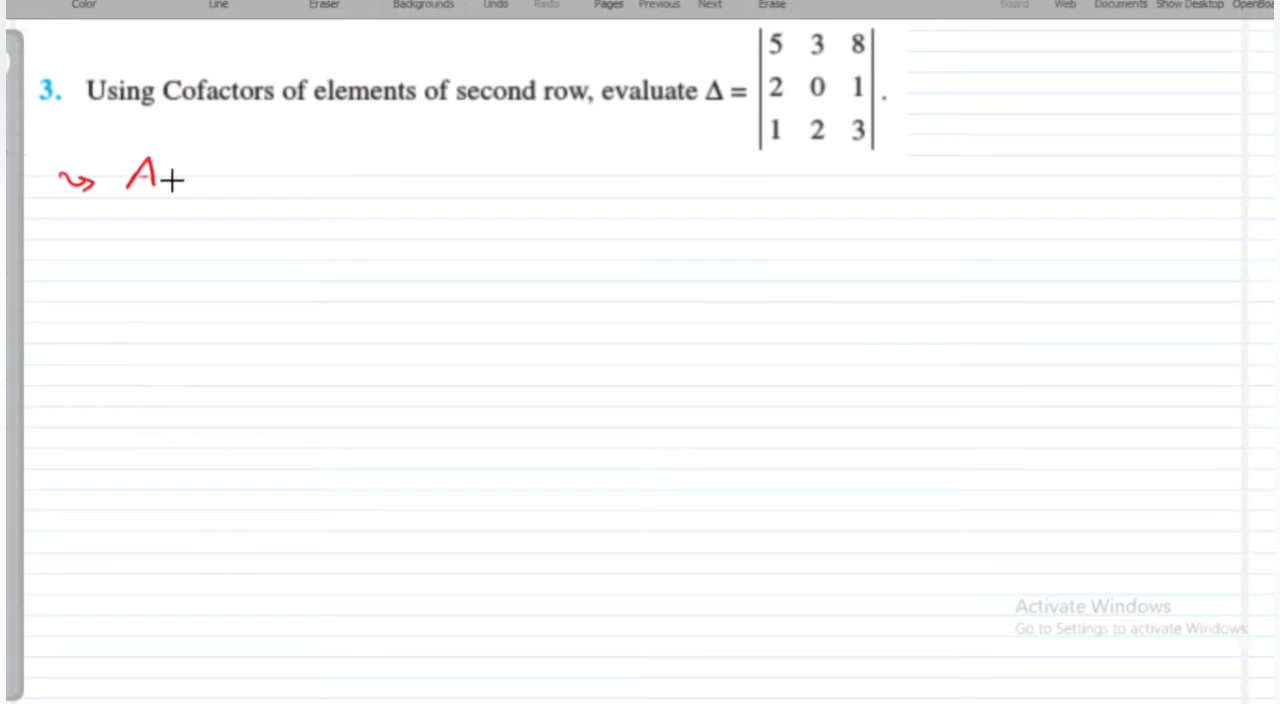 Color Line Eraser Backgrounds Undo Redo Pages Previous Next Erase Board Web Documents Show Desktop OpenBoa
3. Using Cofactors of elements of second row, evaluate Δ = |5 3 8|
|2 0 1| .
|1 2 3|
⇝ A
Activate Windows
Go to Settings to activate Windows.